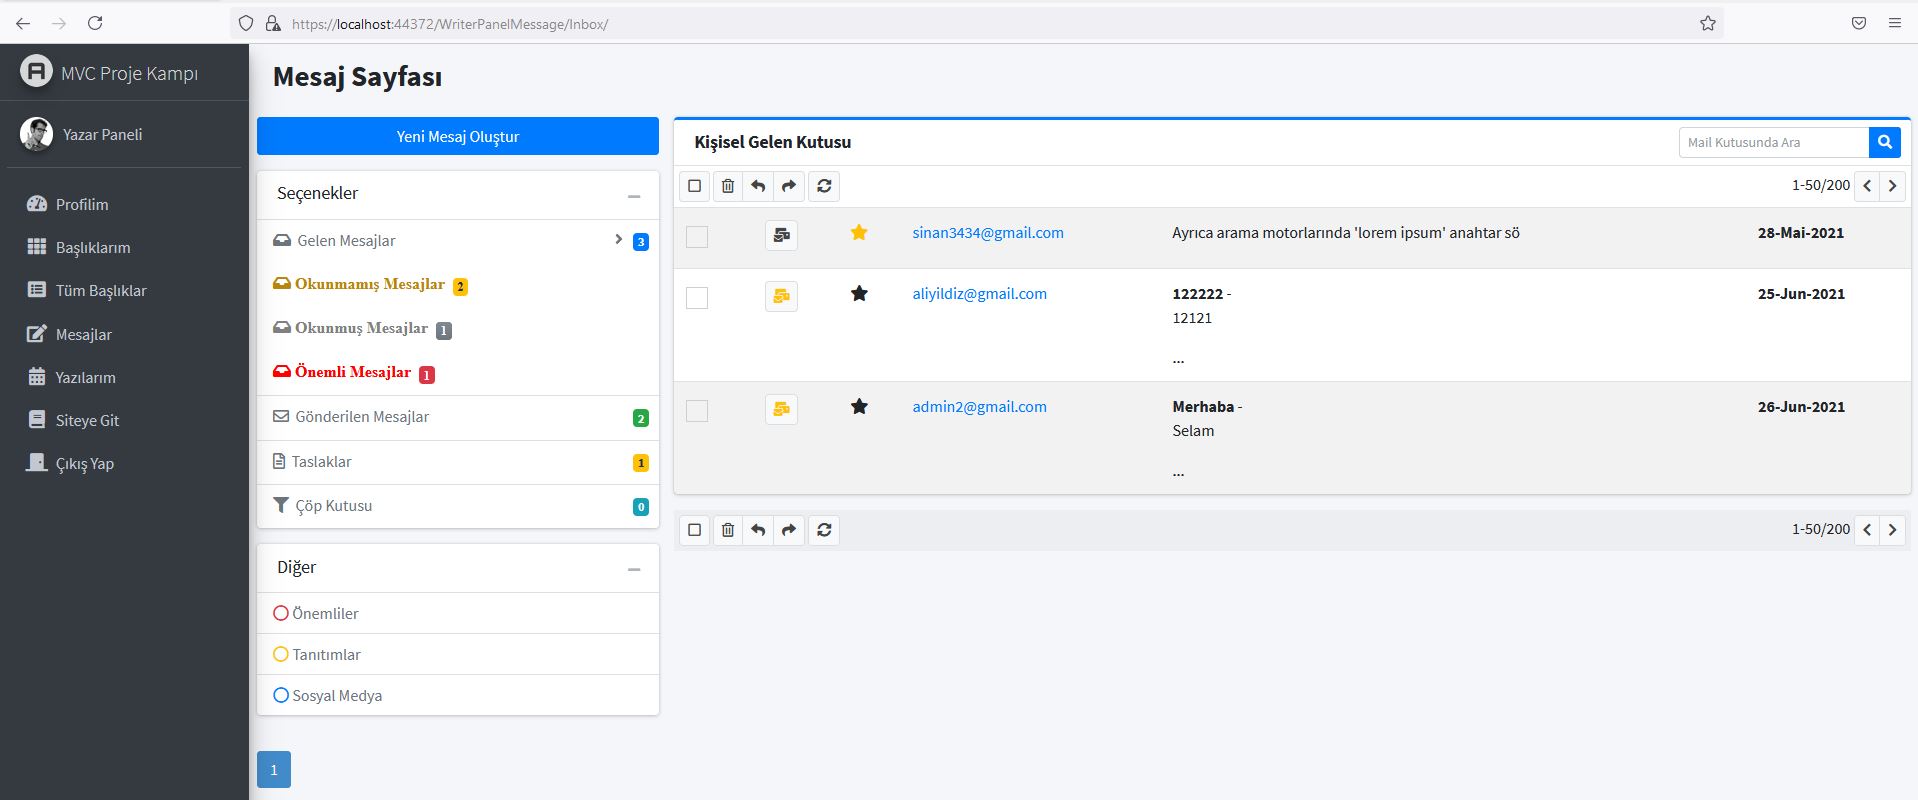 https://localhost:44372/WriterPanelMessage/Inbox/
MVC Proje Kampı
Yazar Paneli
Profilim
Başlıklarım
Tüm Başlıklar
Mesajlar
Yazılarım
Siteye Git
Çıkış Yap
Mesaj Sayfası
Yeni Mesaj Oluştur
Seçenekler
Gelen Mesajlar 3
Okunmamış Mesajlar 2
Okunmuş Mesajlar 1
Önemli Mesajlar 1
Gönderilen Mesajlar 2
Taslaklar 1
Çöp Kutusu 0
Diğer
Önemliler
Tanıtımlar
Sosyal Medya
1
Kişisel Gelen Kutusu
Mail Kutusunda Ara
1-50/200
sinan3434@gmail.com Ayrıca arama motorlarında 'lorem ipsum' anahtar sö 28-Mai-2021
aliyildiz@gmail.com 122222 - 25-Jun-2021
12121
...
admin2@gmail.com Merhaba - 26-Jun-2021
Selam
...
1-50/200